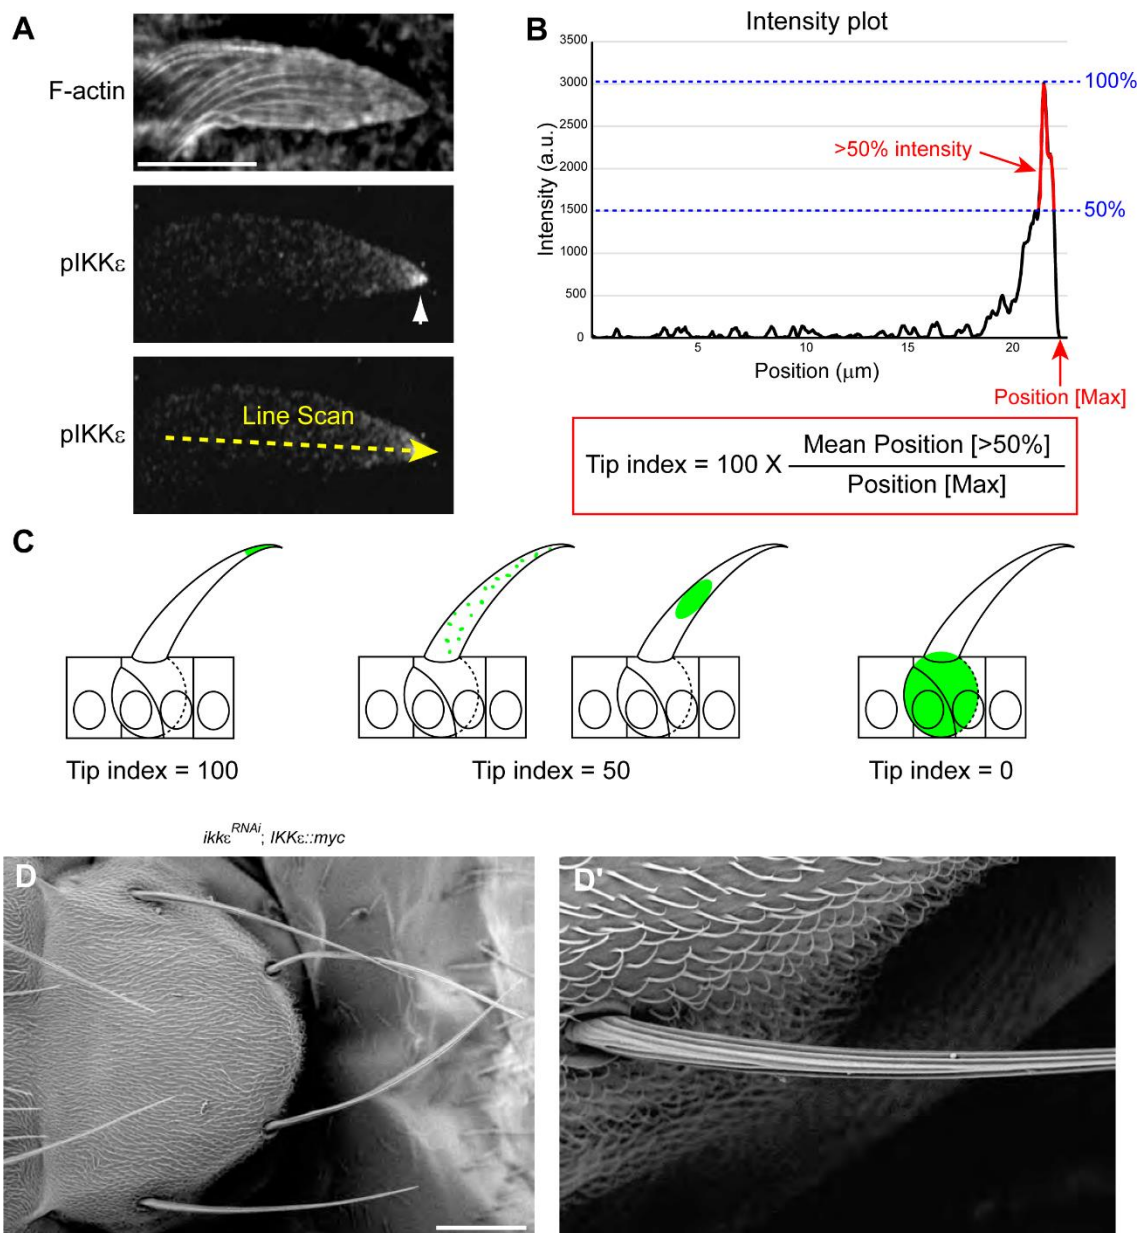 A
F-actin
pIKKε
pIKKε
Line Scan
B
Intensity plot
Intensity (a.u.)
3500
3000
2500
2000
1500
1000
500
0
5
10
15
20
Position (μm)
100%
50%
>50% intensity
Position [Max]
Tip index = 100 X Mean Position [>50%]
Position [Max]
C
Tip index = 100
Tip index = 50
Tip index = 0
ikkε^RNAi; IKKε::myc
D
D'